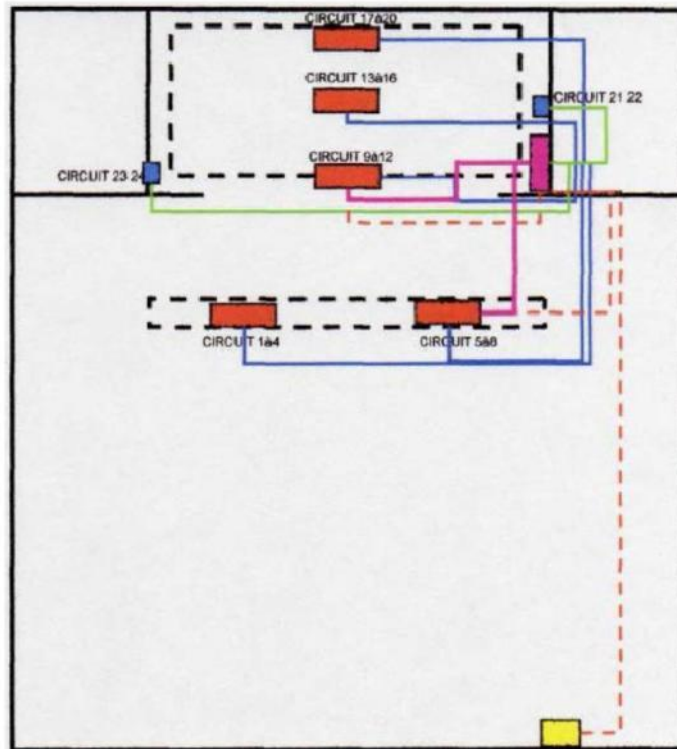 CIRCUIT 17à20
CIRCUIT 13à16
CIRCUIT 21 22
CIRCUIT 9à12
CIRCUIT 23-24
CIRCUIT 1à4
CIRCUIT 5à8